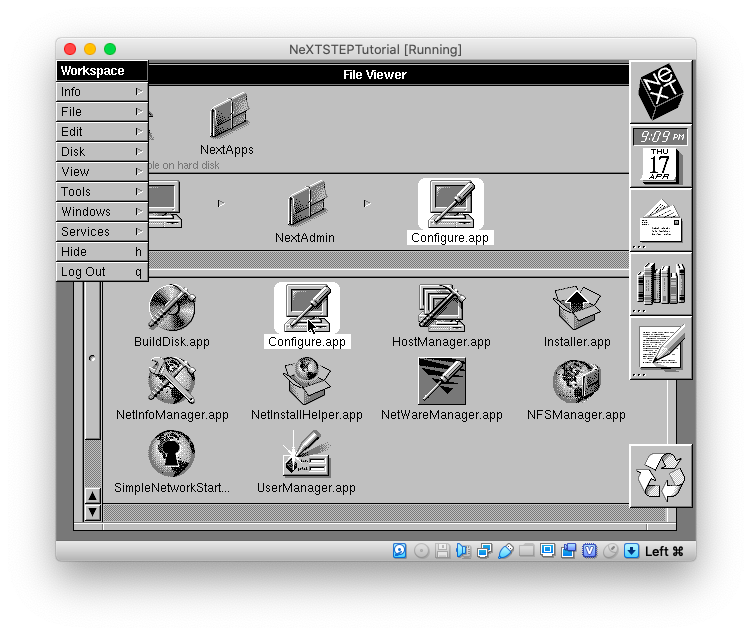 NeXTSTEPTutorial [Running]
Workspace
File Viewer
Info
File
Edit
Disk
View
Tools
Windows
Services
Hide h
Log Out q
NextApps
ole on hard disk
NextAdmin
Configure.app
NeXT
9:09 PM
THU
17
APR
BuildDisk.app
Configure.app
HostManager.app
Installer.app
NetInfoManager.app
NetInstallHelper.app
NetWareManager.app
NFSManager.app
SimpleNetworkStart...
UserManager.app
Left ⌘